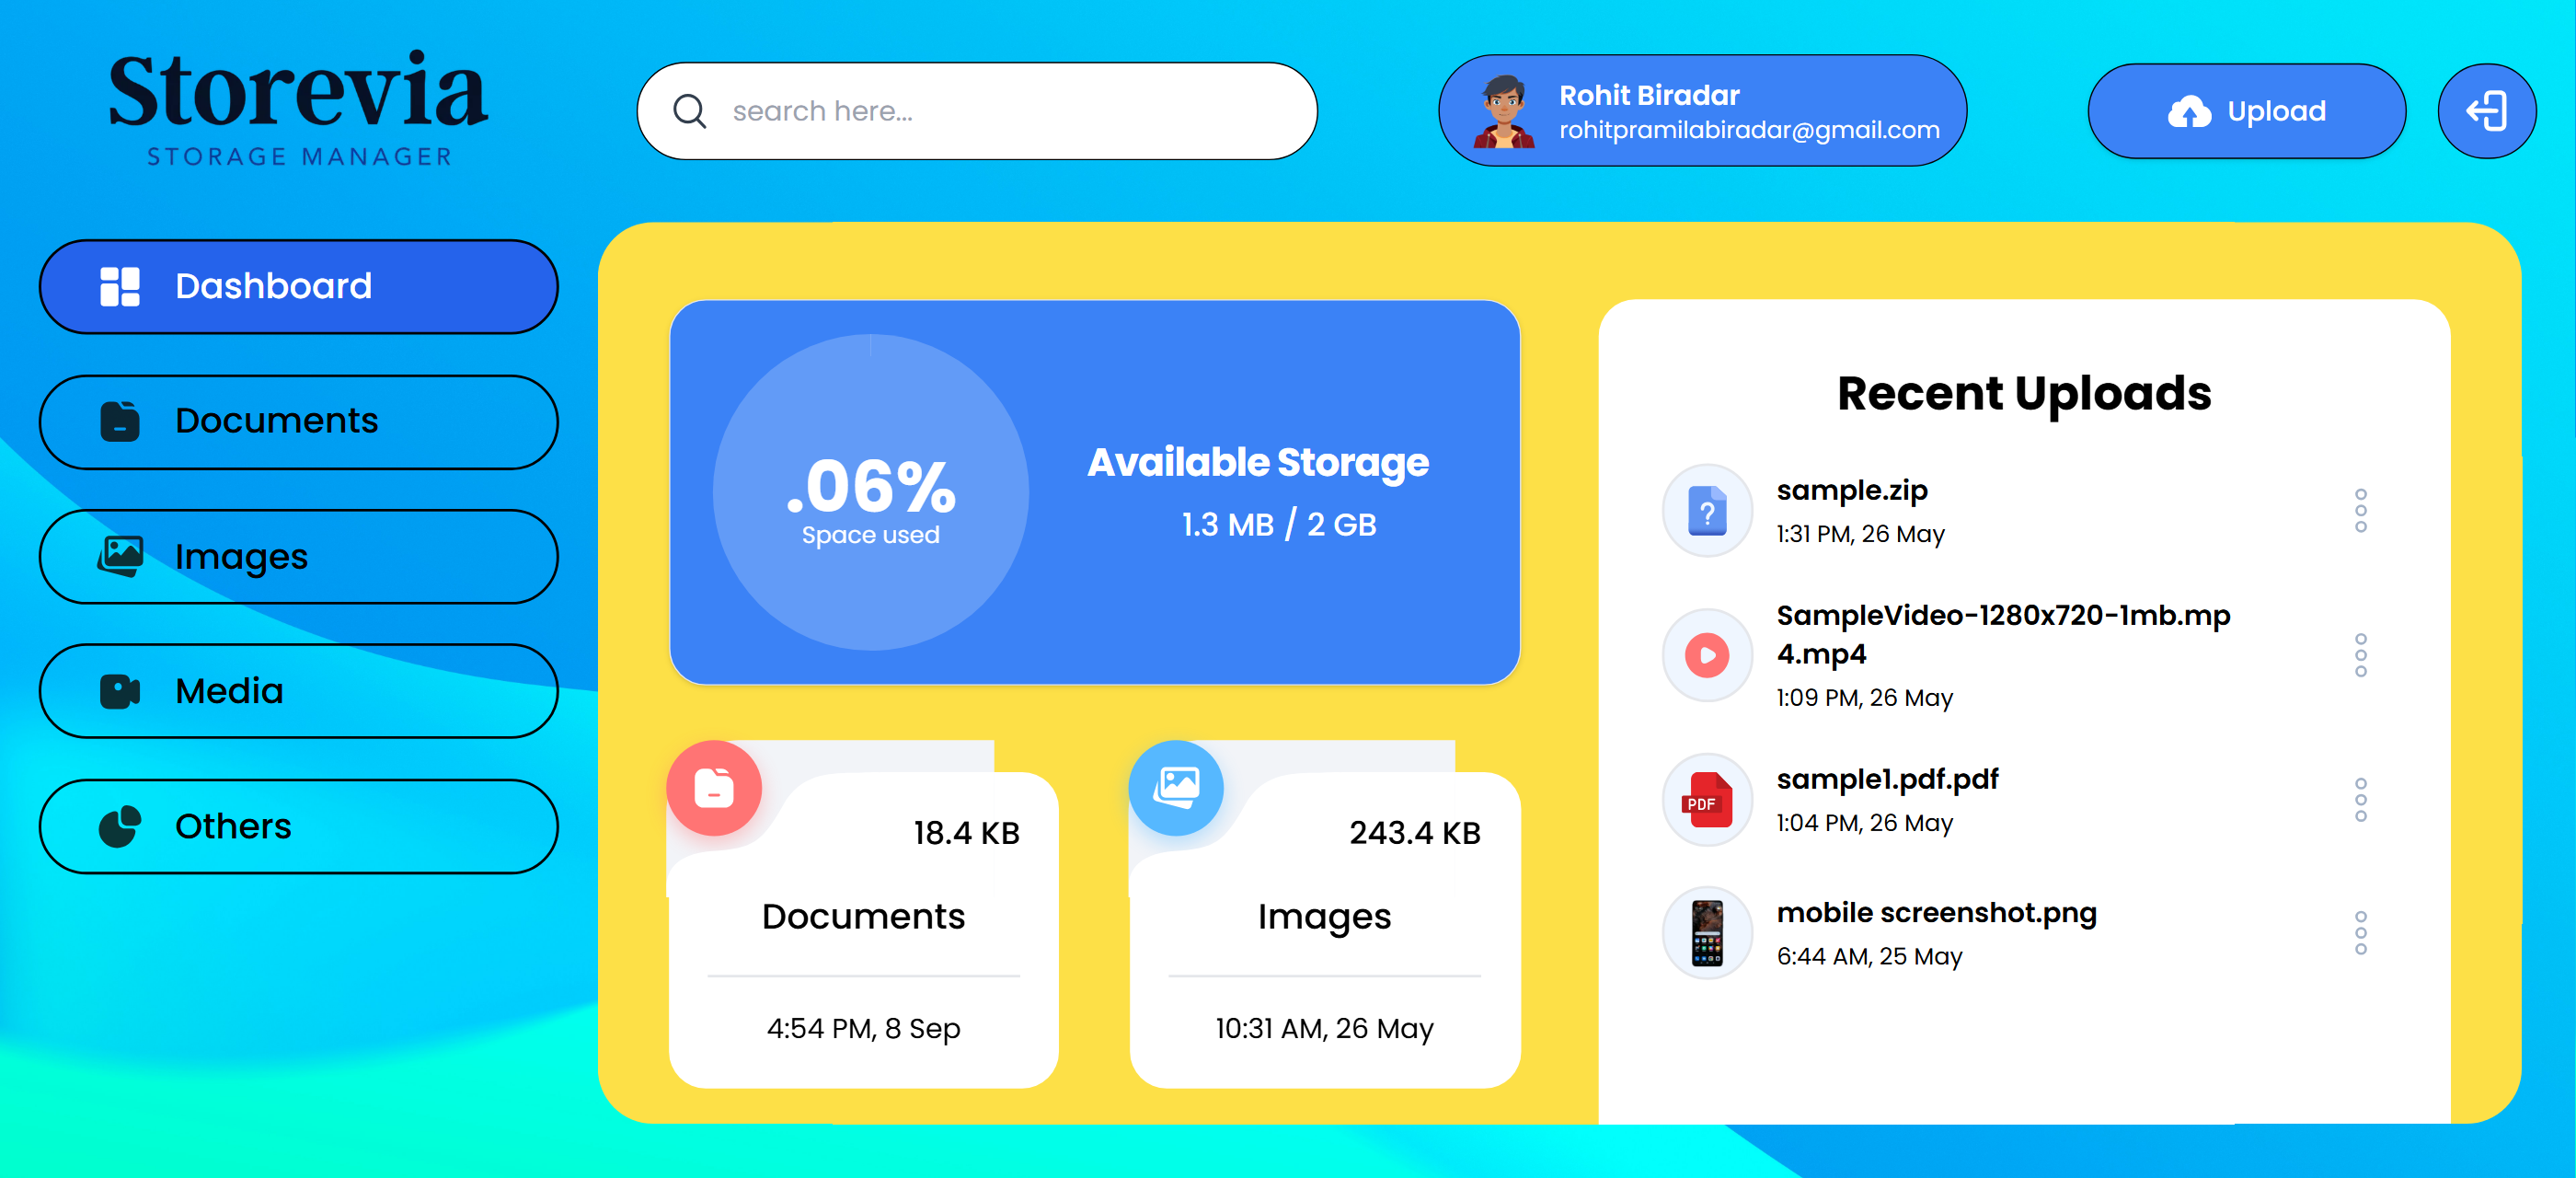 Storevia
STORAGE MANAGER
search here...
Rohit Biradar
rohitpramilabiradar@gmail.com
Upload
Dashboard
Documents
Images
Media
Others
.06%
Space used
Available Storage
1.3 MB / 2 GB
18.4 KB
Documents
4:54 PM, 8 Sep
243.4 KB
Images
10:31 AM, 26 May
Recent Uploads
sample.zip
1:31 PM, 26 May
SampleVideo-1280x720-1mb.mp
4.mp4
1:09 PM, 26 May
PDF
sample1.pdf.pdf
1:04 PM, 26 May
mobile screenshot.png
6:44 AM, 25 May